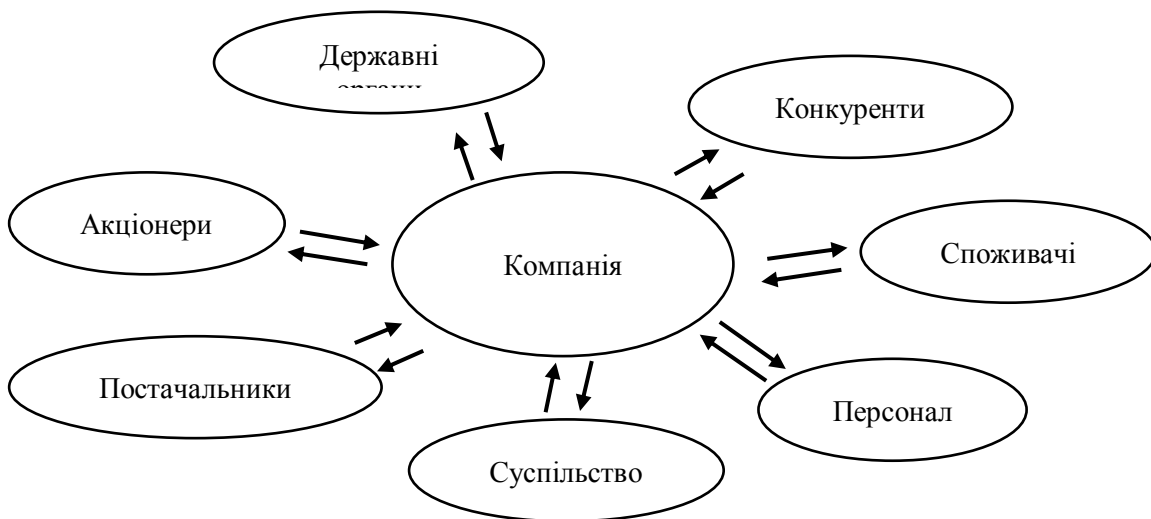 Державні
Конкуренти
Акціонери
Компанія
Споживачі
Постачальники
Персонал
Суспільство